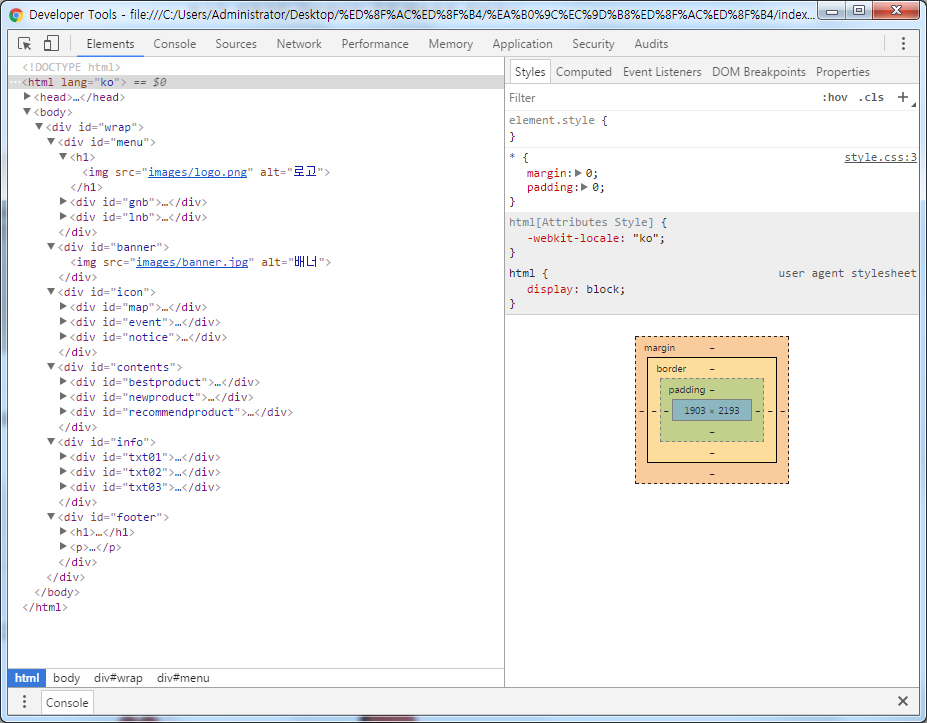 Developer Tools - file:///C:/Users/Administrator/Desktop/%ED%8F%AC%ED%8F%B4/%EA%B0%9C%EC%9D%B8%ED%8F%AC%ED%8F%B4/index...
Elements Console Sources Network Performance Memory Application Security Audits
<!DOCTYPE html>
···<html lang="ko"> == $0
<head>…</head>
<body>
<div id="wrap">
<div id="menu">
<h1>
<img src="images/logo.png" alt="로고">
</h1>
<div id="gnb">…</div>
<div id="lnb">…</div>
</div>
<div id="banner">
<img src="images/banner.jpg" alt="배너">
</div>
<div id="icon">
<div id="map">…</div>
<div id="event">…</div>
<div id="notice">…</div>
</div>
<div id="contents">
<div id="bestproduct">…</div>
<div id="newproduct">…</div>
<div id="recommendproduct">…</div>
</div>
<div id="info">
<div id="txt01">…</div>
<div id="txt02">…</div>
<div id="txt03">…</div>
</div>
<div id="footer">
<h1>…</h1>
<p>…</p>
</div>
</div>
</body>
</html>
html body div#wrap div#menu
Styles Computed Event Listeners DOM Breakpoints Properties
Filter :hov .cls +
element.style {
}
* { style.css:3
margin: 0;
padding: 0;
}
html[Attributes Style] {
-webkit-locale: "ko";
}
html { user agent stylesheet
display: block;
}
margin –
border –
padding –
– – – 1903 × 2193 – – –
–
–
–
Console